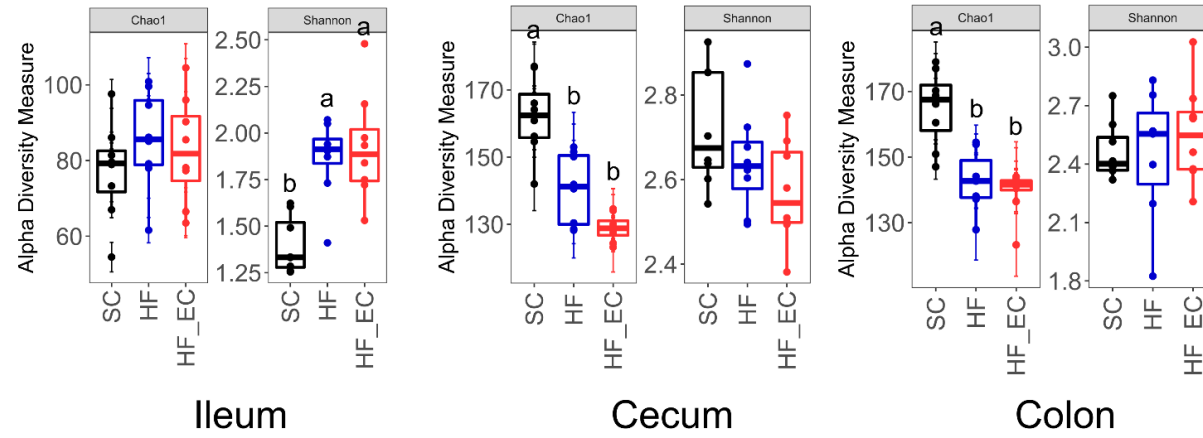 Chao1
Shannon
Alpha Diversity Measure
100
80
60
2.50
2.25
2.00
1.75
1.50
1.25
b
a
a
SC
HF
HF_EC
SC
HF
HF_EC
Ileum
Chao1
Shannon
Alpha Diversity Measure
170
150
130
a
b
b
2.8
2.6
2.4
SC
HF
HF_EC
SC
HF
HF_EC
Cecum
Chao1
Shannon
Alpha Diversity Measure
170
150
130
a
b
b
3.0
2.7
2.4
2.1
1.8
SC
HF
HF_EC
SC
HF
HF_EC
Colon